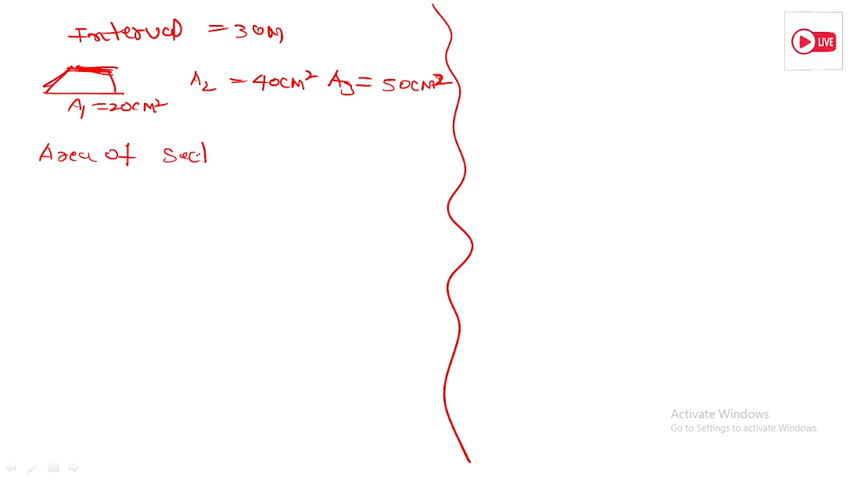 Interval = 30M
A1 = 20cm² A2 = 40cm² A3 = 50cm²
Area of Sect
LIVE
Activate Windows
Go to Settings to activate Windows.